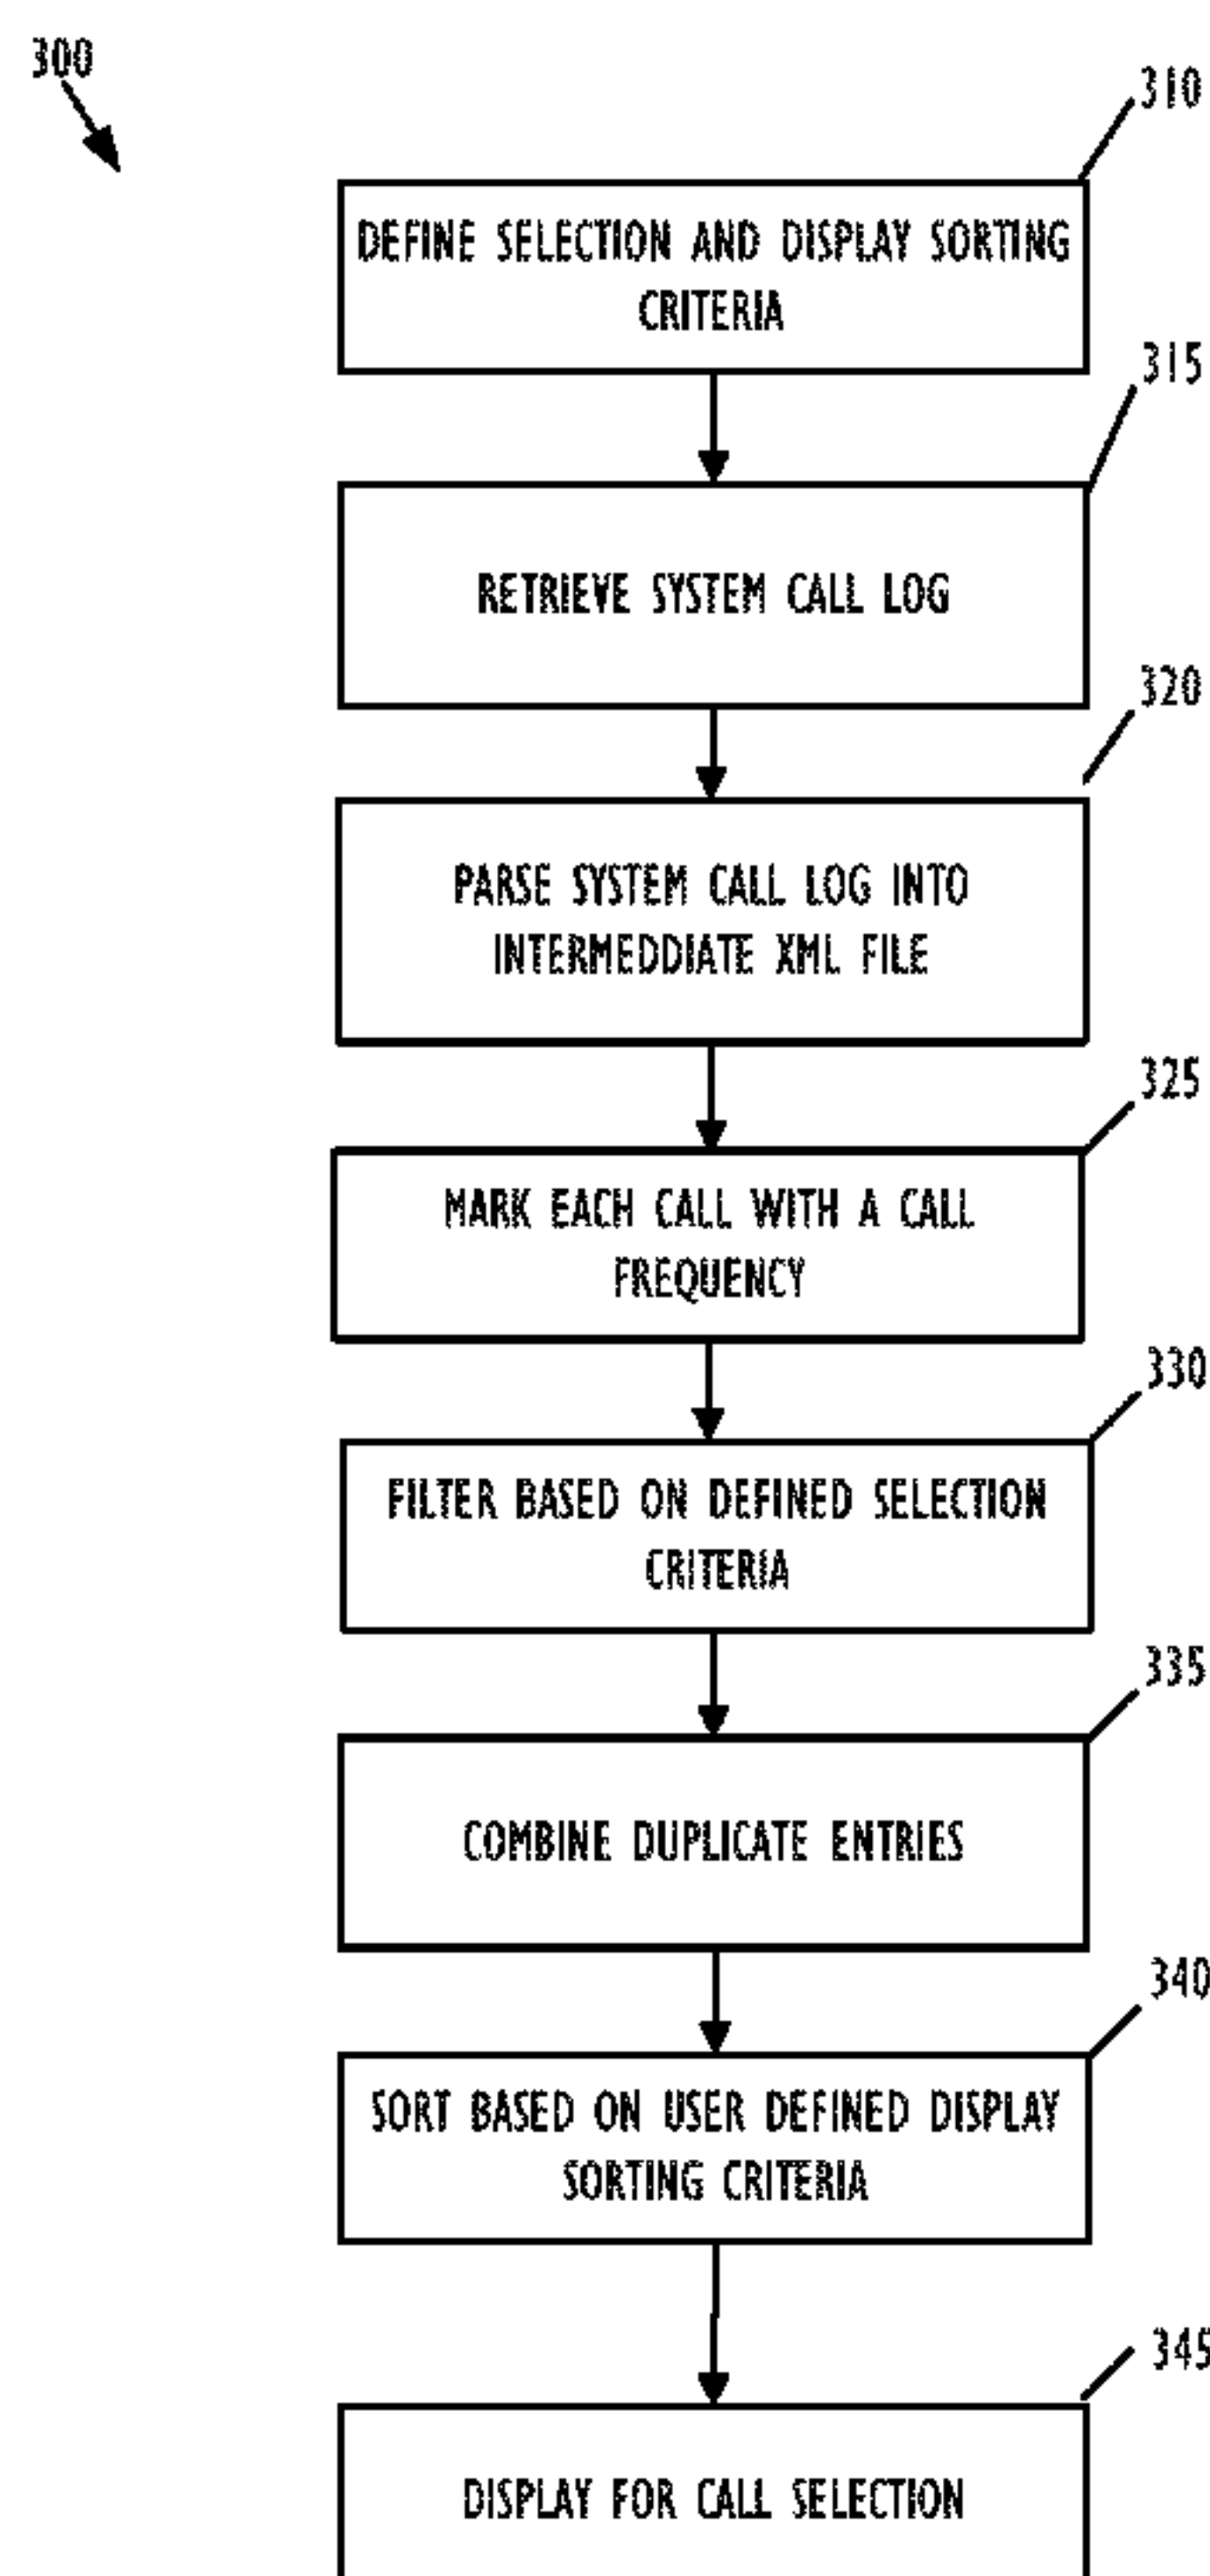 300
310
DEFINE SELECTION AND DISPLAY SORTING
CRITERIA
315
RETRIEVE SYSTEM CALL LOG
320
PARSE SYSTEM CALL LOG INTO
INTERMEDDIATE XML FILE
325
MARK EACH CALL WITH A CALL
FREQUENCY
330
FILTER BASED ON DEFINED SELECTION
CRITERIA
335
COMBINE DUPLICATE ENTRIES
340
SORT BASED ON USER DEFINED DISPLAY
SORTING CRITERIA
345
DISPLAY FOR CALL SELECTION